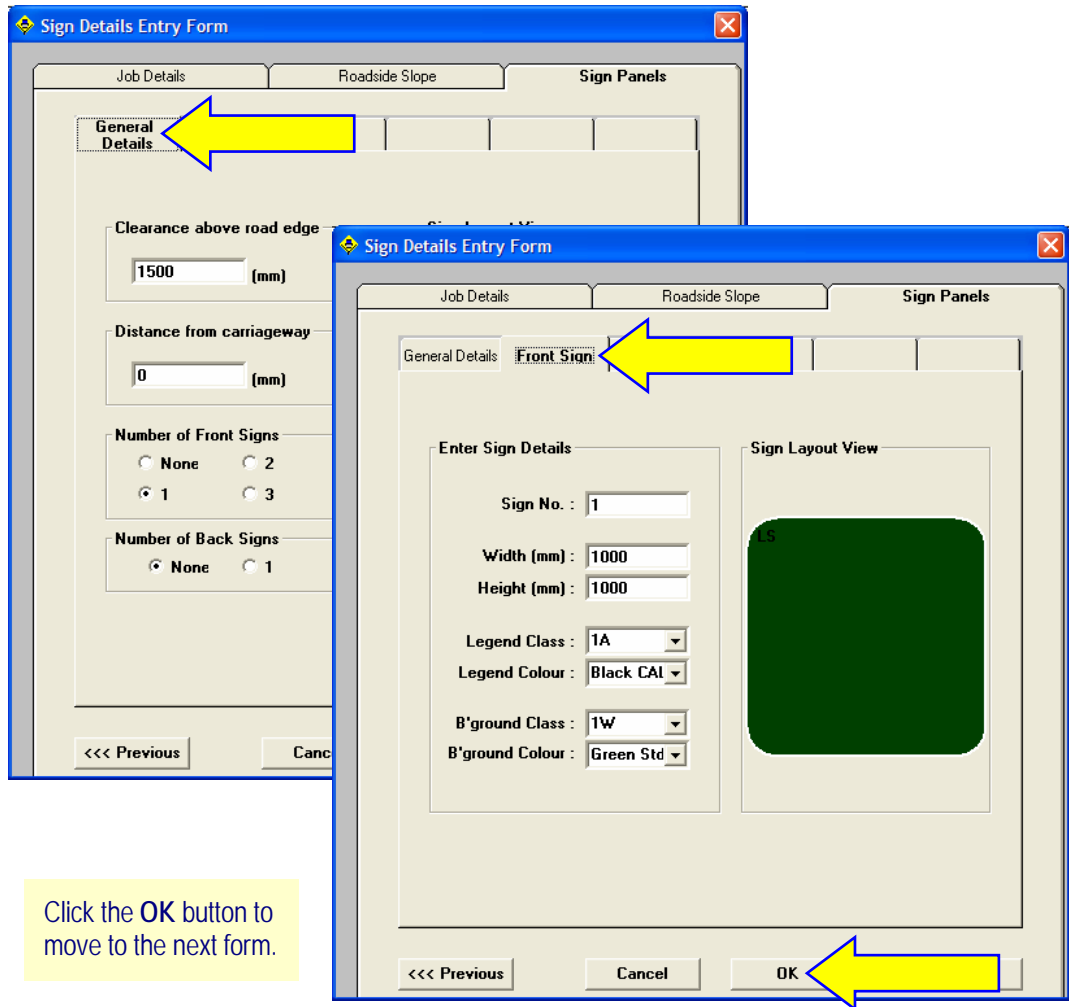 Sign Details Entry Form
Job Details Roadside Slope Sign Panels
General
Details
Clearance above road edge
1500 (mm)
Distance from carriageway
0 (mm)
Number of Front Signs
None 2
1 3
Number of Back Signs
None 1
<<< Previous Canc
Sign Details Entry Form
Job Details Roadside Slope Sign Panels
General Details Front Sign
Enter Sign Details
Sign No. : 1
Width (mm) : 1000
Height (mm) : 1000
Legend Class : 1A
Legend Colour : Black CAL
B'ground Class : 1W
B'ground Colour : Green Std
Sign Layout View
LS
<<< Previous Cancel OK
Click the OK button to
move to the next form.